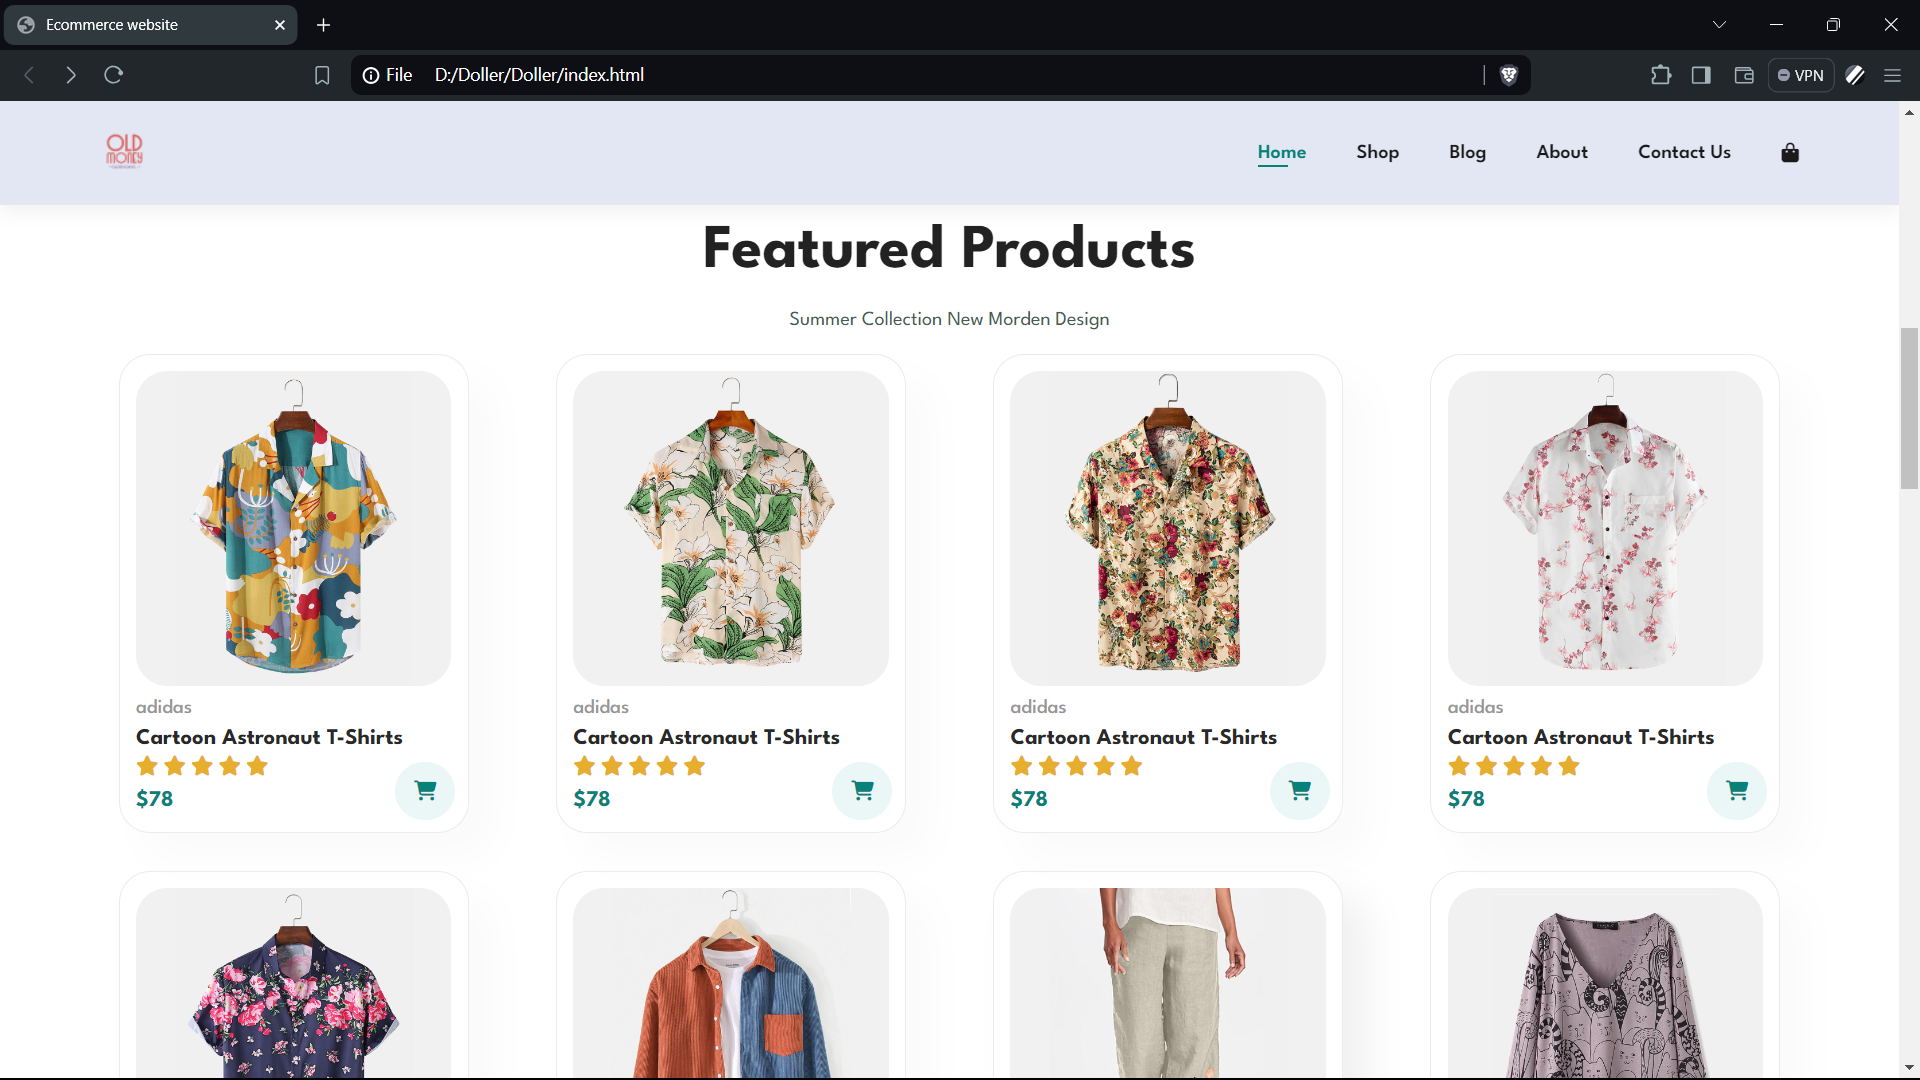 Ecommerce website
File D:/Doller/Doller/index.html
VPN
OLD
MONEY
Home Shop Blog About Contact Us
Featured Products
Summer Collection New Morden Design
adidas adidas adidas adidas
Cartoon Astronaut T-Shirts Cartoon Astronaut T-Shirts Cartoon Astronaut T-Shirts Cartoon Astronaut T-Shirts
$78 $78 $78 $78